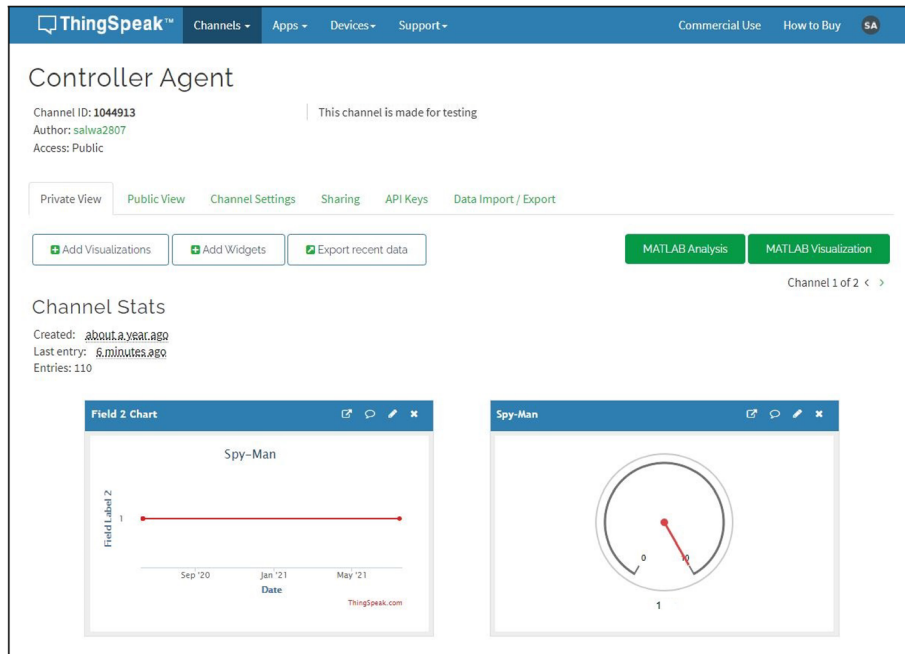 ThingSpeak™ Channels Apps Devices Support Commercial Use How to Buy SA
Controller Agent
Channel ID: 1044913
Author: salwa2807
Access: Public
This channel is made for testing
Private View Public View Channel Settings Sharing API Keys Data Import / Export
Add Visualizations Add Widgets Export recent data MATLAB Analysis MATLAB Visualization
Channel 1 of 2 < >
Channel Stats
Created: about a year ago
Last entry: 6 minutes ago
Entries: 110
Field 2 Chart
Spy-Man
Field Label 2
1
Sep '20 Jan '21 May '21
Date
ThingSpeak.com
Spy-Man
0 10
1